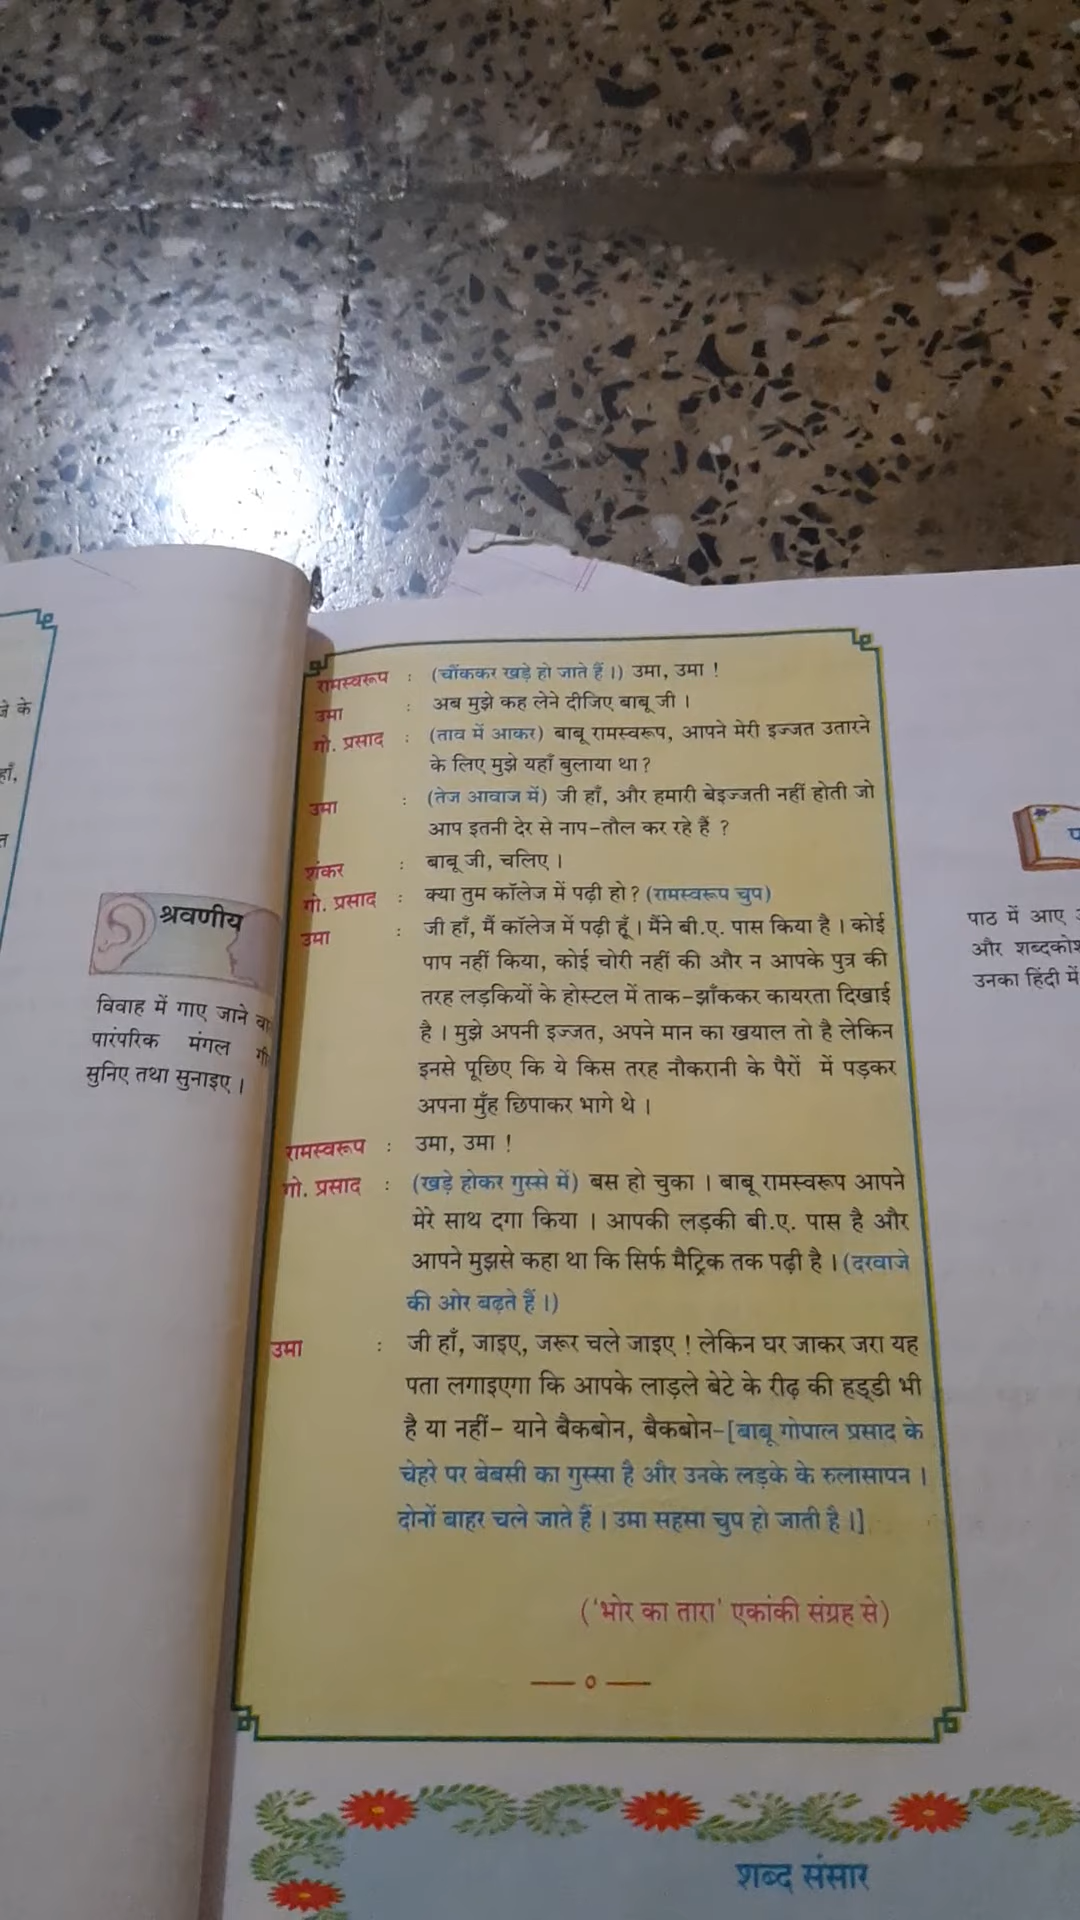 जे के
हाँ,
श्रवणीय
विवाह में गाए जाने
पारंपरिक मंगल
सुनिए तथा सुनाइए ।
रामस्वरूप : (चौंककर खड़े हो जाते हैं ।) उमा, उमा !
उमा : अब मुझे कह लेने दीजिए बाबू जी ।
गो. प्रसाद : (ताव में आकर) बाबू रामस्वरूप, आपने मेरी इज्जत उतारने
के लिए मुझे यहाँ बुलाया था ?
उमा : (तेज आवाज में) जी हाँ, और हमारी बेइज्जती नहीं होती जो
आप इतनी देर से नाप-तौल कर रहे हैं ?
शंकर : बाबू जी, चलिए ।
गो. प्रसाद : क्या तुम कॉलेज में पढ़ी हो ? (रामस्वरूप चुप)
उमा : जी हाँ, मैं कॉलेज में पढ़ी हूँ । मैंने बी.ए. पास किया है । कोई
पाप नहीं किया, कोई चोरी नहीं की और न आपके पुत्र की
तरह लड़कियों के होस्टल में ताक-झाँककर कायरता दिखाई
है । मुझे अपनी इज्जत, अपने मान का खयाल तो है लेकिन
इनसे पूछिए कि ये किस तरह नौकरानी के पैरों में पड़कर
अपना मुँह छिपाकर भागे थे ।
रामस्वरूप : उमा, उमा !
गो. प्रसाद : (खड़े होकर गुस्से में) बस हो चुका । बाबू रामस्वरूप आपने
मेरे साथ दगा किया । आपकी लड़की बी.ए. पास है और
आपने मुझसे कहा था कि सिर्फ मैट्रिक तक पढ़ी है । (दरवाजे
की ओर बढ़ते हैं ।)
उमा : जी हाँ, जाइए, जरूर चले जाइए ! लेकिन घर जाकर जरा यह
पता लगाइएगा कि आपके लाड़ले बेटे के रीढ़ की हड्डी भी
है या नहीं- याने बैकबोन, बैकबोन-[बाबू गोपाल प्रसाद के
चेहरे पर बेबसी का गुस्सा है और उनके लड़के के रुलासापन ।
दोनों बाहर चले जाते हैं । उमा सहसा चुप हो जाती है ।]
('भोर का तारा' एकांकी संग्रह से)
०
पाठ में आए
और शब्दकोश
उनका हिंदी में
शब्द संसार